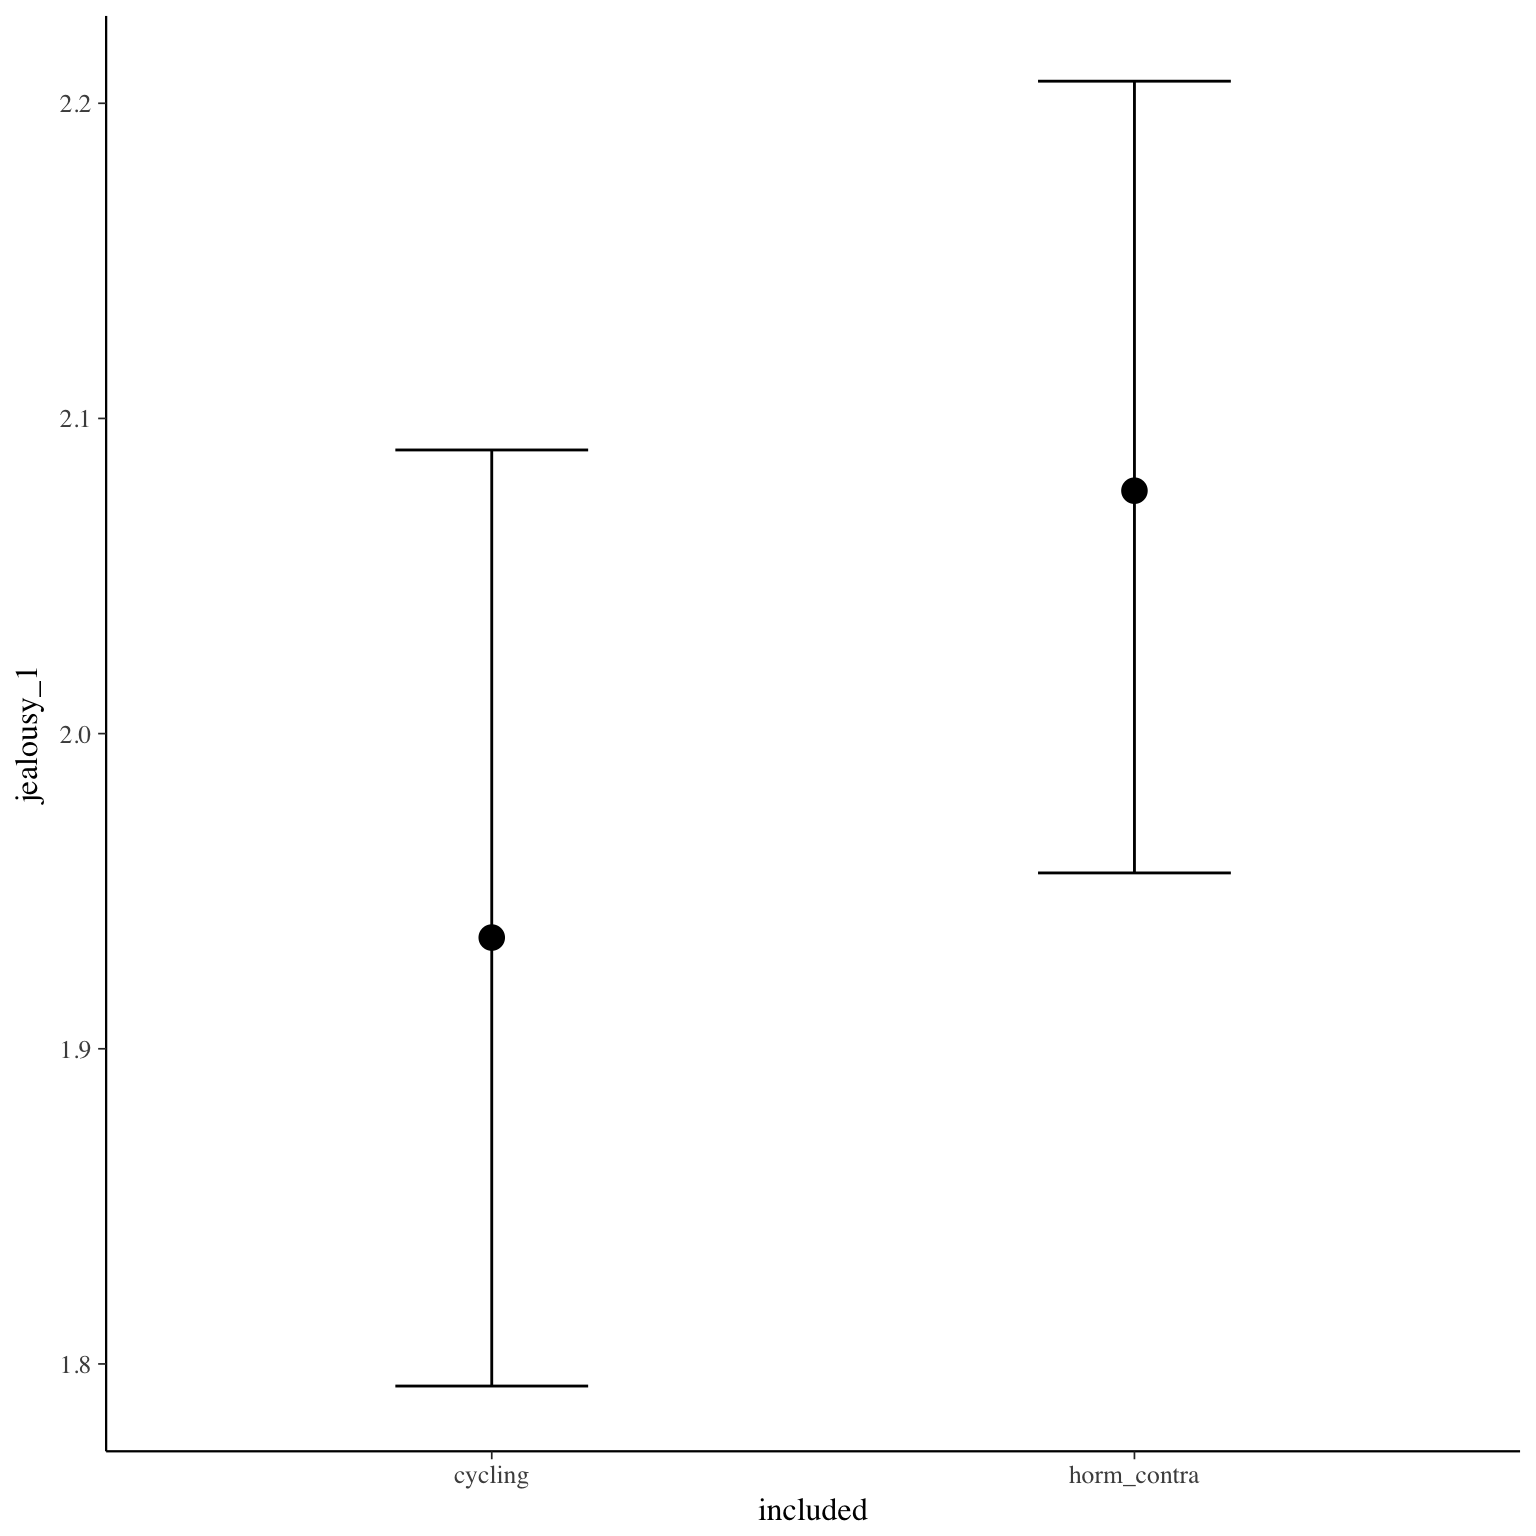 2.2
2.1
2.0
1.9
1.8
jealousy_1
cycling
horm_contra
included